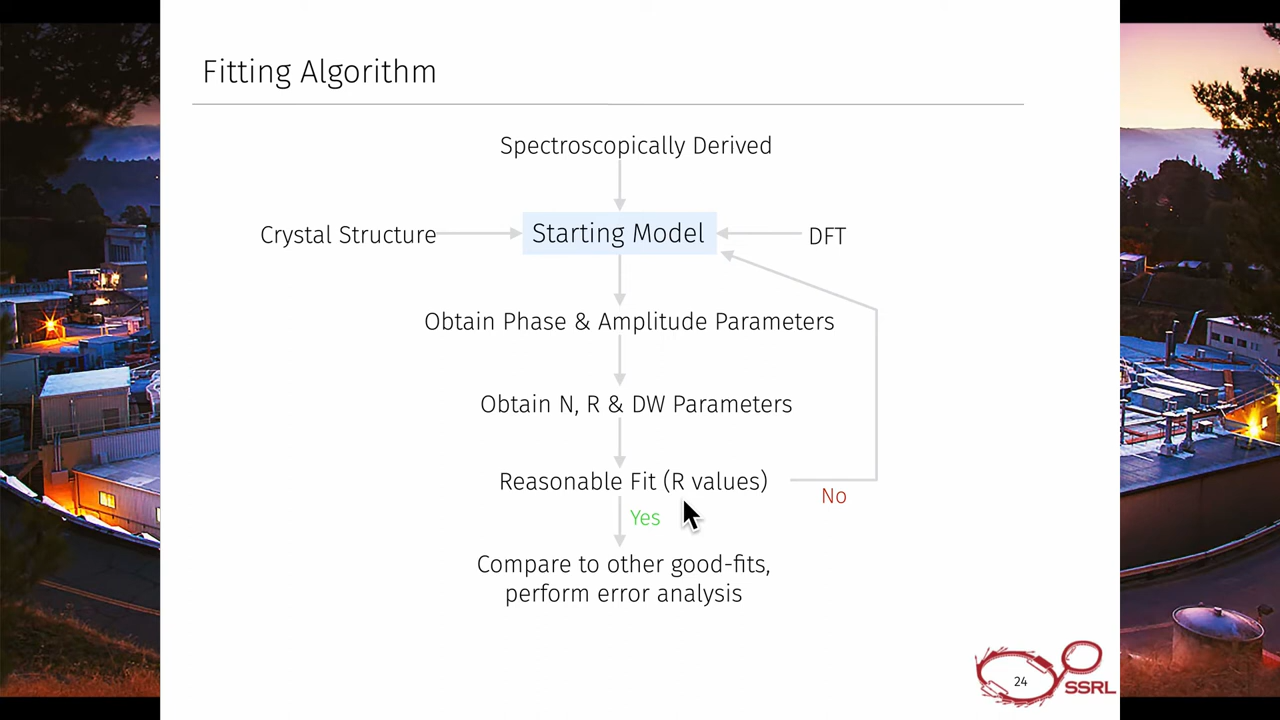 Fitting Algorithm
Spectroscopically Derived
Crystal Structure
Starting Model
DFT
Obtain Phase & Amplitude Parameters
Obtain N, R & DW Parameters
Reasonable Fit (R values)
No
Yes
Compare to other good-fits,
perform error analysis
24
SSRL